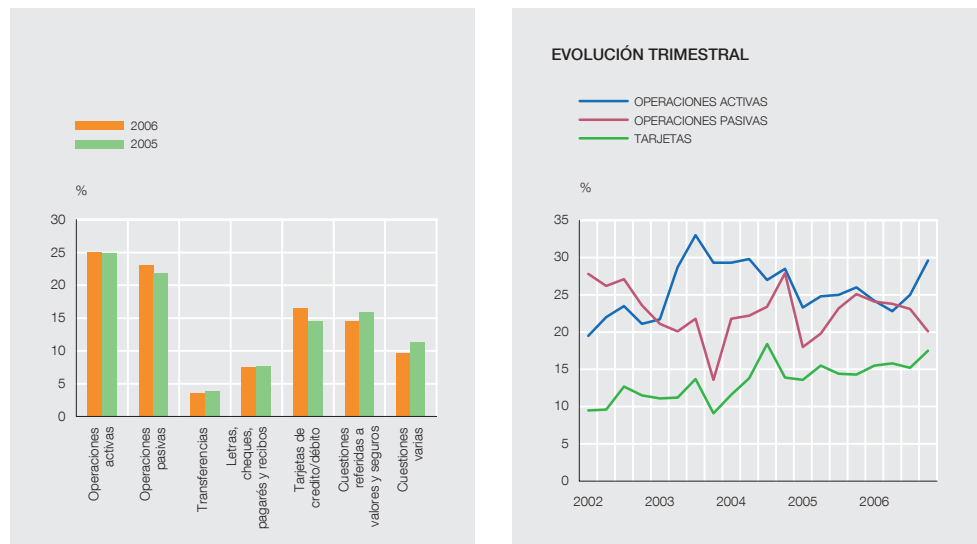 2006
2005
%
30
25
20
15
10
5
0
Operaciones
activas
Operaciones
pasivas
Transferencias
Letras,
cheques,
pagarés y recibos
Tarjetas de
credito/débito
Cuestiones
referidas a
valores y seguros
Cuestiones
varias
EVOLUCIÓN TRIMESTRAL
OPERACIONES ACTIVAS
OPERACIONES PASIVAS
TARJETAS
%
35
30
25
20
15
10
5
0
2002 2003 2004 2005 2006